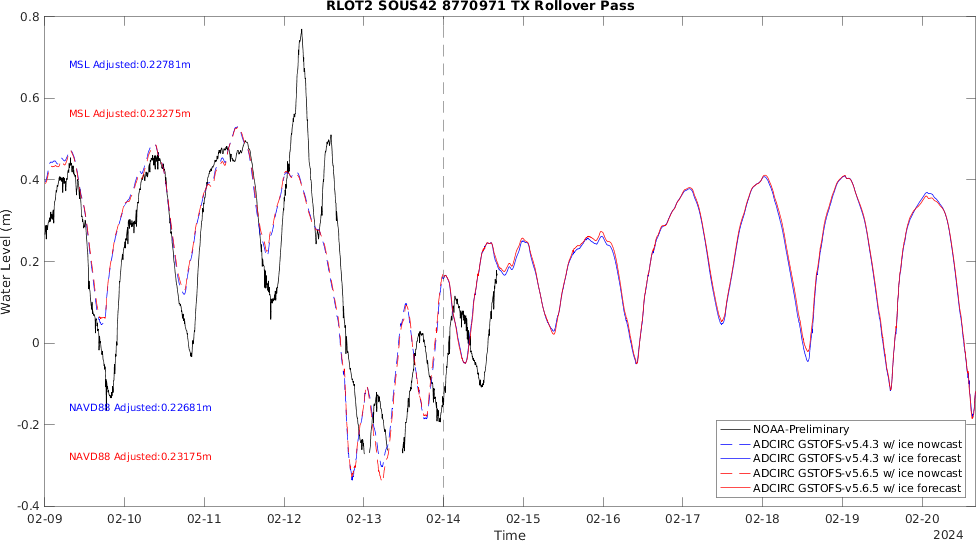 RLOT2 SOUS42 8770971 TX Rollover Pass
0.8
0.6
0.4
0.2
0
-0.2
-0.4
Water Level (m)
MSL Adjusted:0.22781m
MSL Adjusted:0.23275m
NAVD88 Adjusted:0.22681m
NAVD88 Adjusted:0.23175m
NOAA-Preliminary
ADCIRC GSTOFS-v5.4.3 w/ ice nowcast
ADCIRC GSTOFS-v5.4.3 w/ ice forecast
ADCIRC GSTOFS-v5.6.5 w/ ice nowcast
ADCIRC GSTOFS-v5.6.5 w/ ice forecast
02-09 02-10 02-11 02-12 02-13 02-14 02-15 02-16 02-17 02-18 02-19 02-20
Time
2024